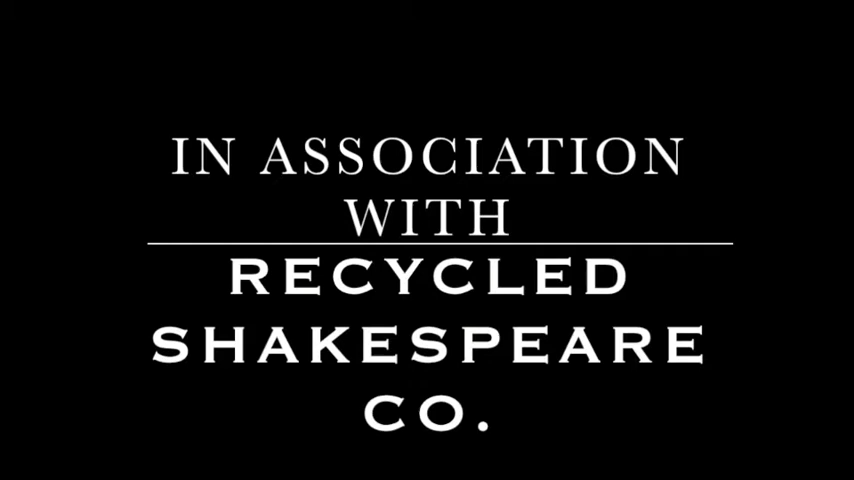 IN ASSOCIATION
WITH
RECYCLED
SHAKESPEARE
CO.